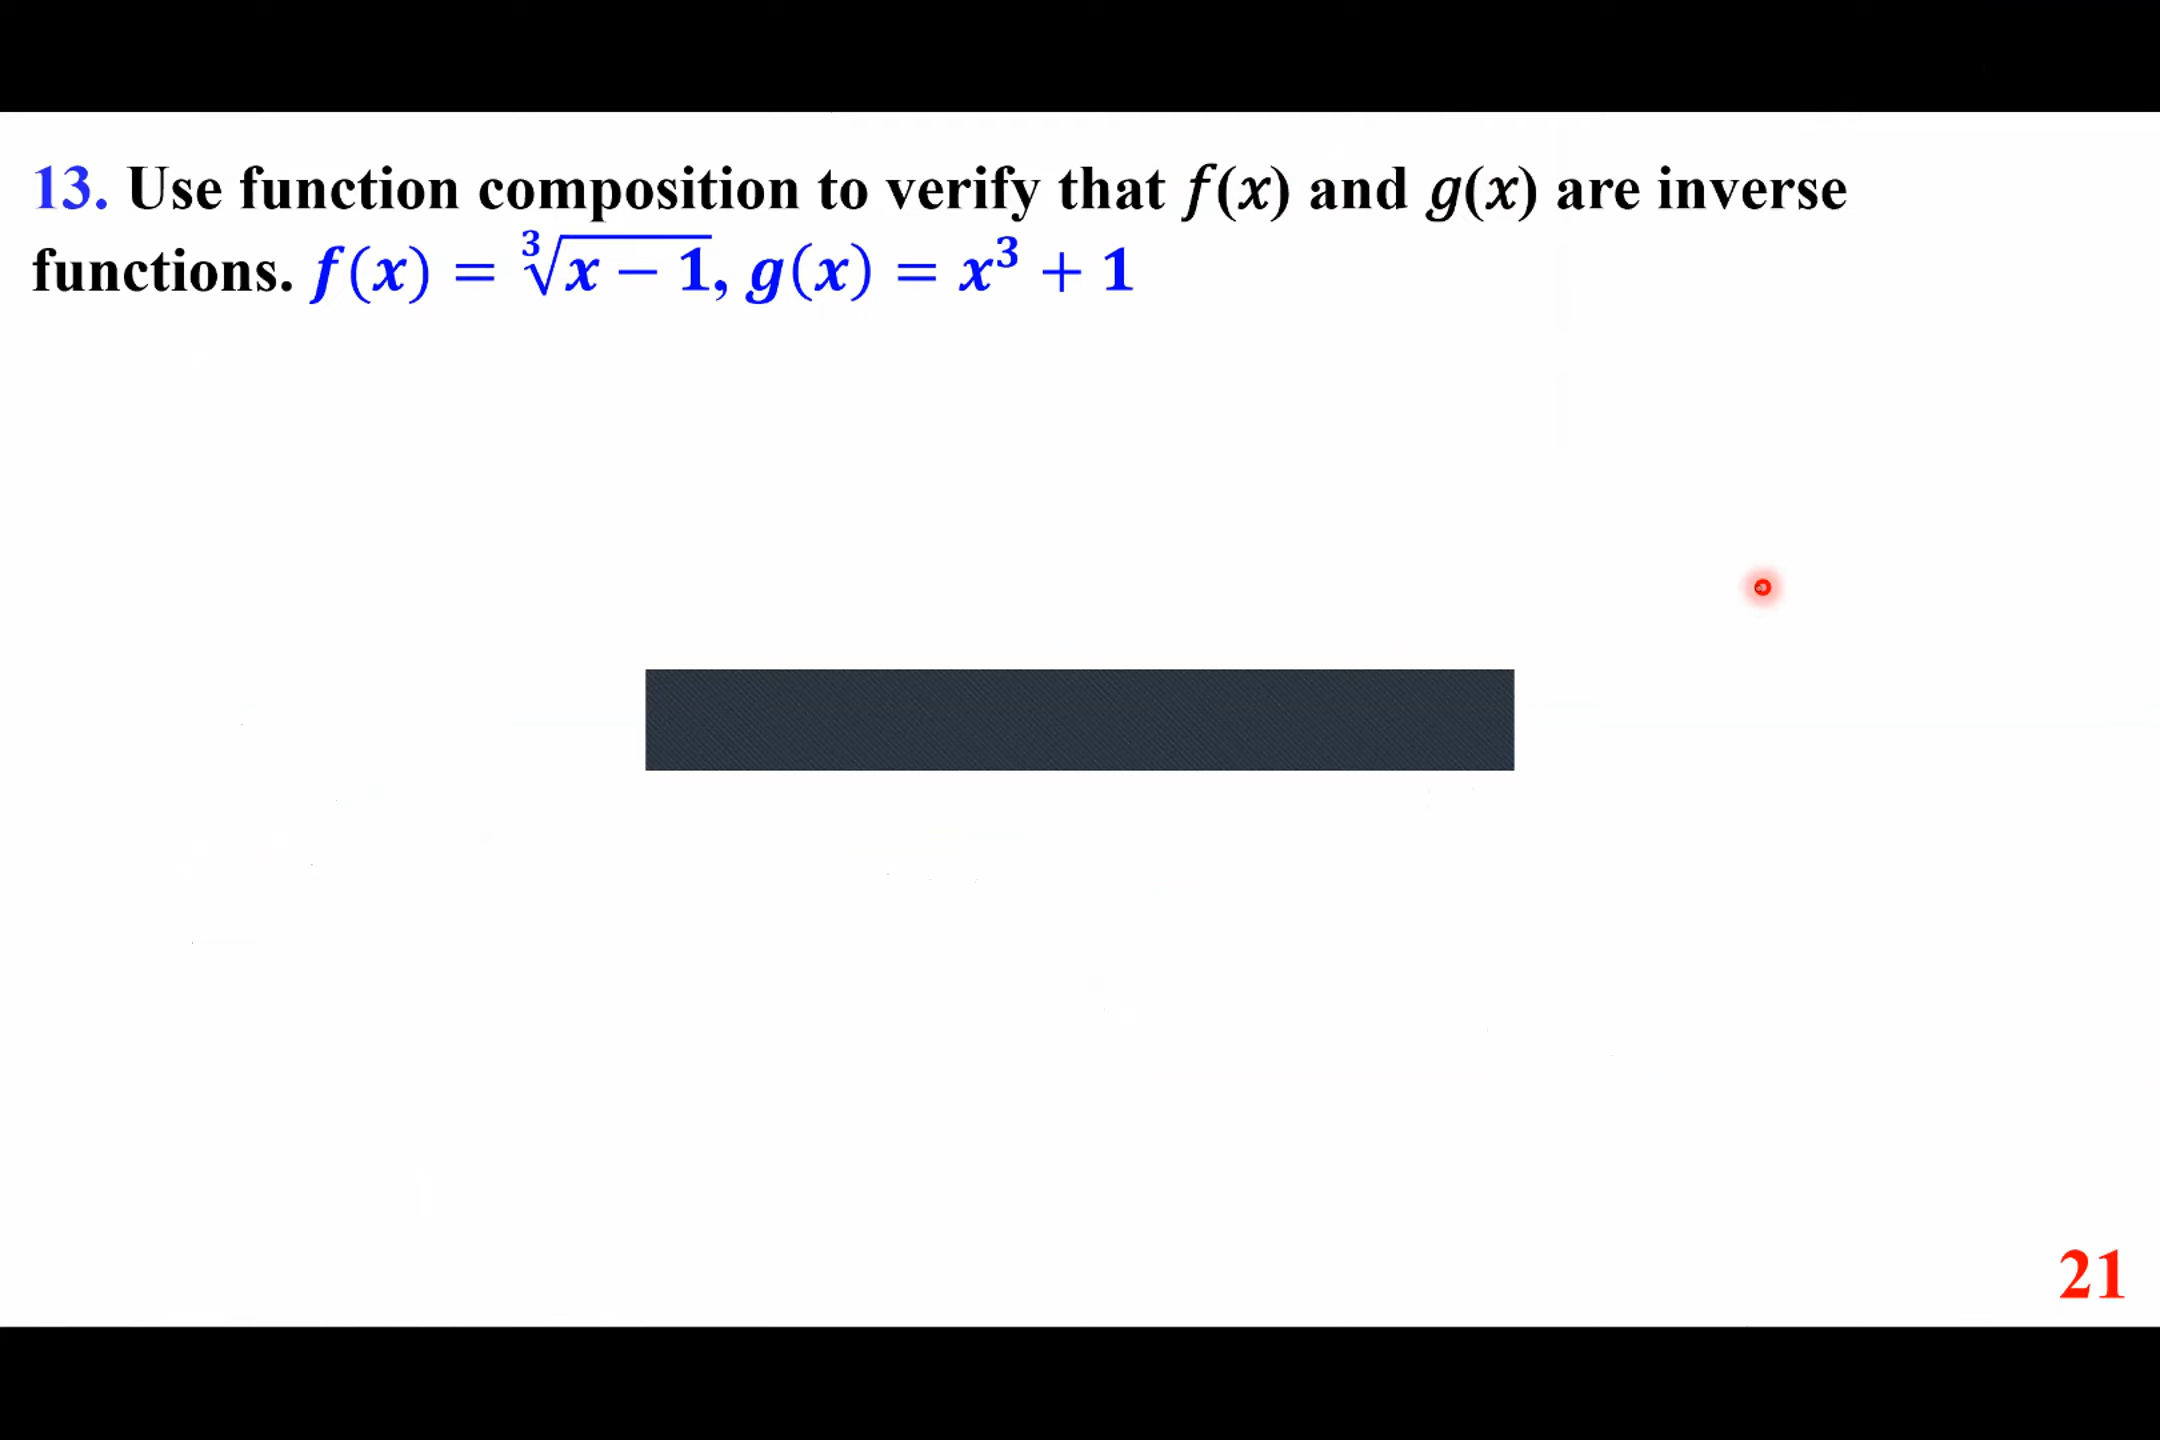 13. Use function composition to verify that f(x) and g(x) are inverse
functions. f(x) = ∛(x − 1), g(x) = x³ + 1
21